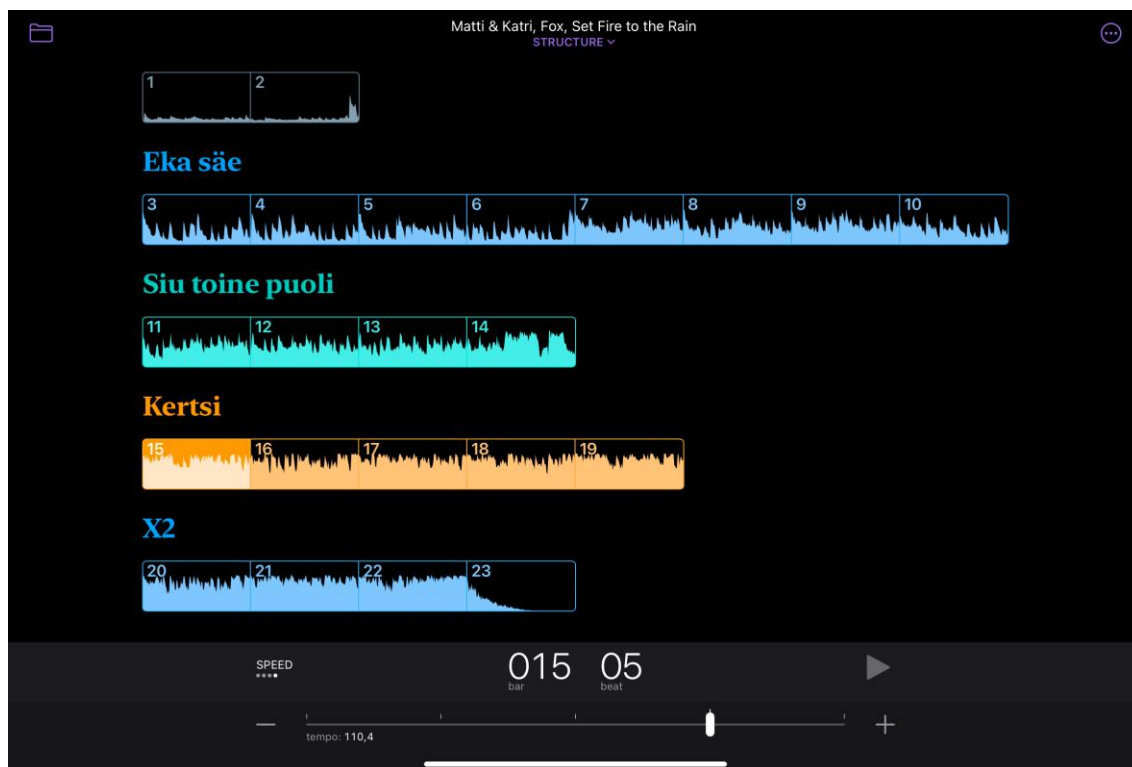 Matti & Katri, Fox, Set Fire to the Rain
STRUCTURE
1 2
Eka säe
3 4 5 6 7 8 9 10
Siu toine puoli
11 12 13 14
Kertsi
15 16 17 18 19
X2
20 21 22 23
SPEED 015 05
bar beat
tempo: 110,4